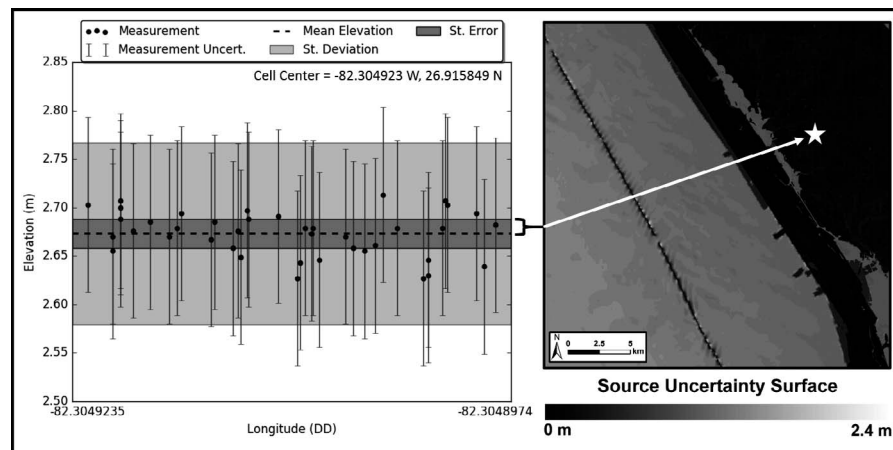 Measurement
Mean Elevation
St. Error
Measurement Uncert.
St. Deviation
Cell Center = -82.304923 W, 26.915849 N
2.85
2.80
2.75
2.70
2.65
2.60
2.55
2.50
Elevation (m)
-82.3049235
-82.3048974
Longitude (DD)
N
0 2.5 5
km
Source Uncertainty Surface
0 m
2.4 m